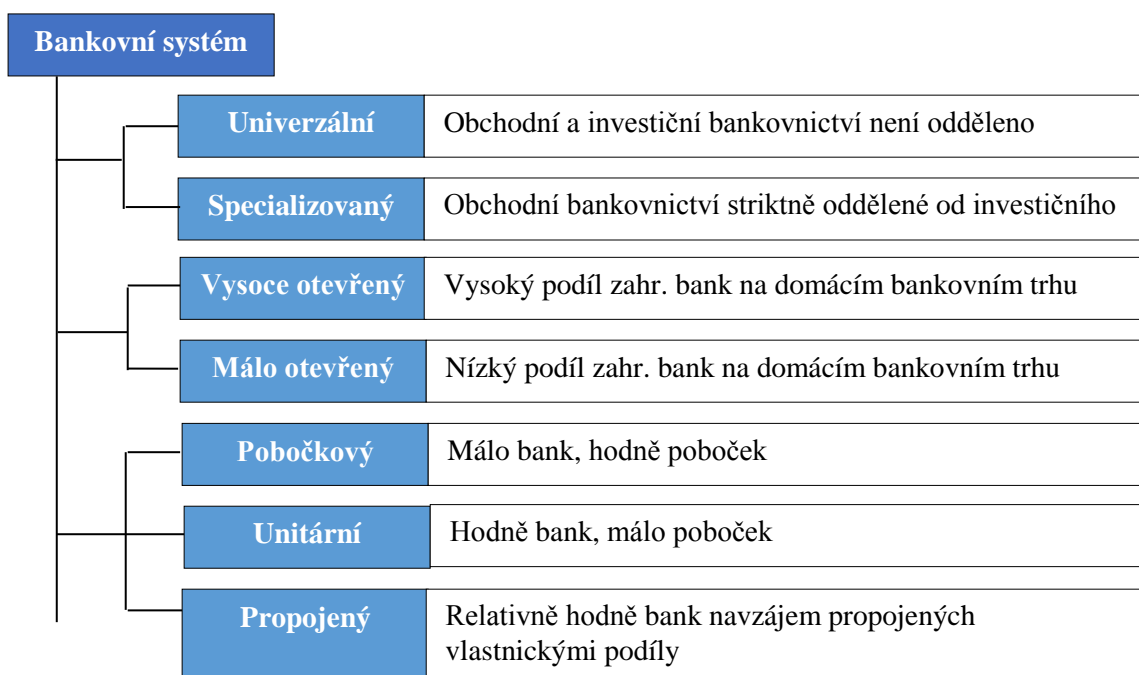 Bankovní systém
Univerzální
Obchodní a investiční bankovnictví není odděleno
Specializovaný
Obchodní bankovnictví striktně oddělené od investičního
Vysoce otevřený
Vysoký podíl zahr. bank na domácím bankovním trhu
Málo otevřený
Nízký podíl zahr. bank na domácím bankovním trhu
Pobočkový
Málo bank, hodně poboček
Unitární
Hodně bank, málo poboček
Propojený
Relativně hodně bank navzájem propojených
vlastnickými podíly